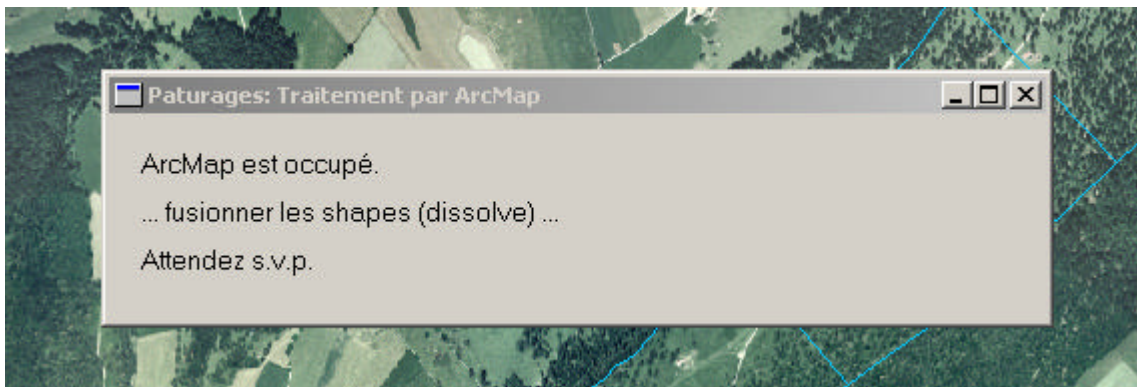 Paturages: Traitement par ArcMap
ArcMap est occupé.
... fusionner les shapes (dissolve) ...
Attendez s.v.p.